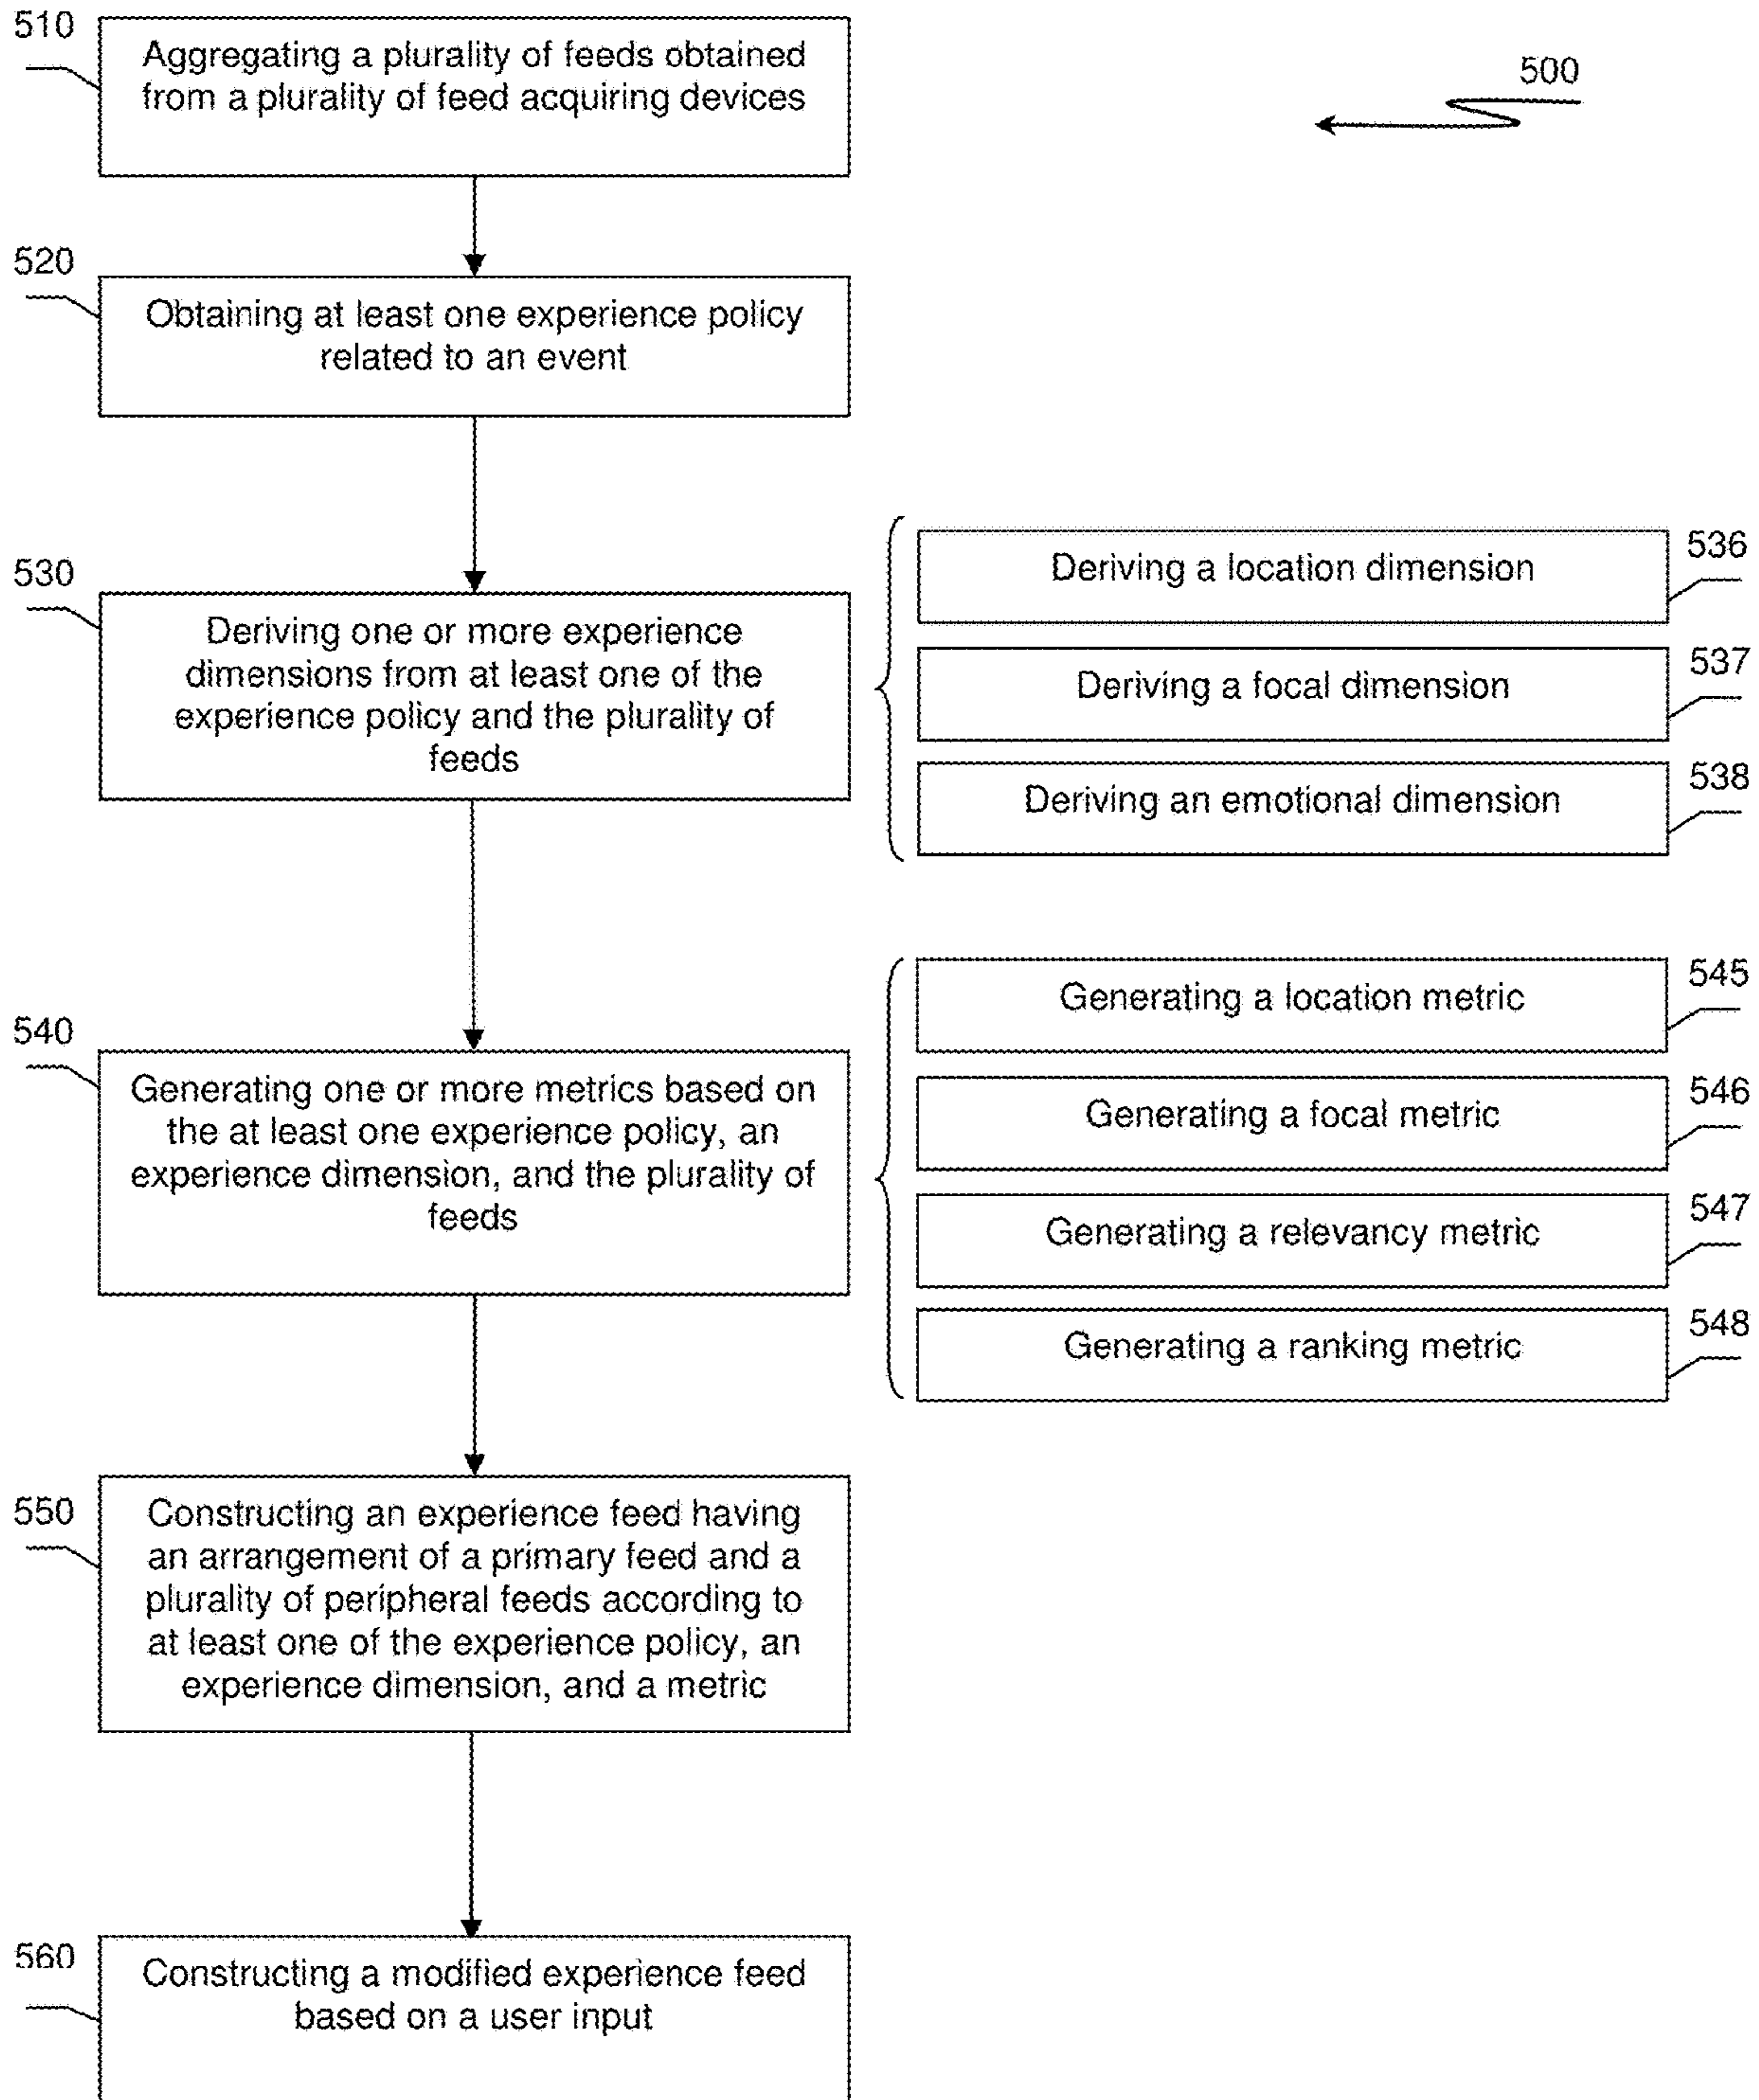 510
Aggregating a plurality of feeds obtained
from a plurality of feed acquiring devices
500
520
Obtaining at least one experience policy
related to an event
530
Deriving one or more experience
dimensions from at least one of the
experience policy and the plurality of
feeds
Deriving a location dimension
536
Deriving a focal dimension
537
Deriving an emotional dimension
538
540
Generating one or more metrics based on
the at least one experience policy, an
experience dimension, and the plurality of
feeds
Generating a location metric
545
Generating a focal metric
546
Generating a relevancy metric
547
Generating a ranking metric
548
550
Constructing an experience feed having
an arrangement of a primary feed and a
plurality of peripheral feeds according to
at least one of the experience policy, an
experience dimension, and a metric
560
Constructing a modified experience feed
based on a user input